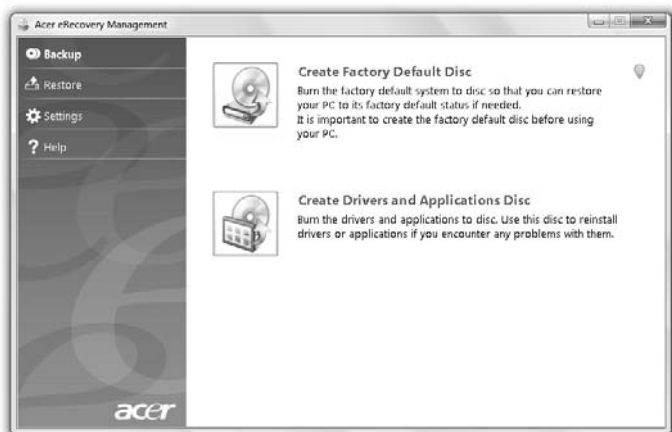 Acer eRecovery Management
Backup
Restore
Settings
? Help
Create Factory Default Disc
Burn the factory default system to disc so that you can restore
your PC to its factory default status if needed.
It is important to create the factory default disc before using
your PC.
Create Drivers and Applications Disc
Burn the drivers and applications to disc. Use this disc to reinstall
drivers or applications if you encounter any problems with them.
acer